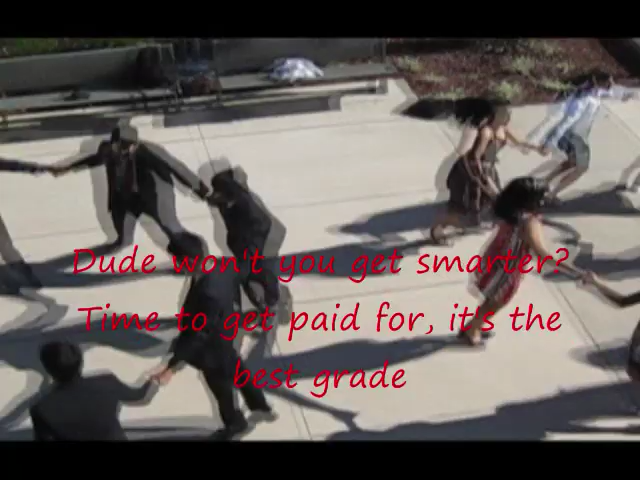 Dude won't you get smarter?
Time to get paid for, it's the
best grade